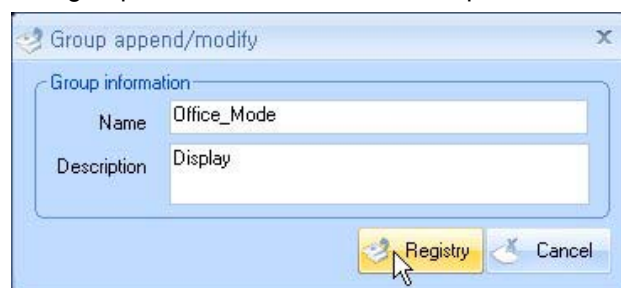 Group append/modify
Group information
Name Office_Mode
Description Display
Registry Cancel